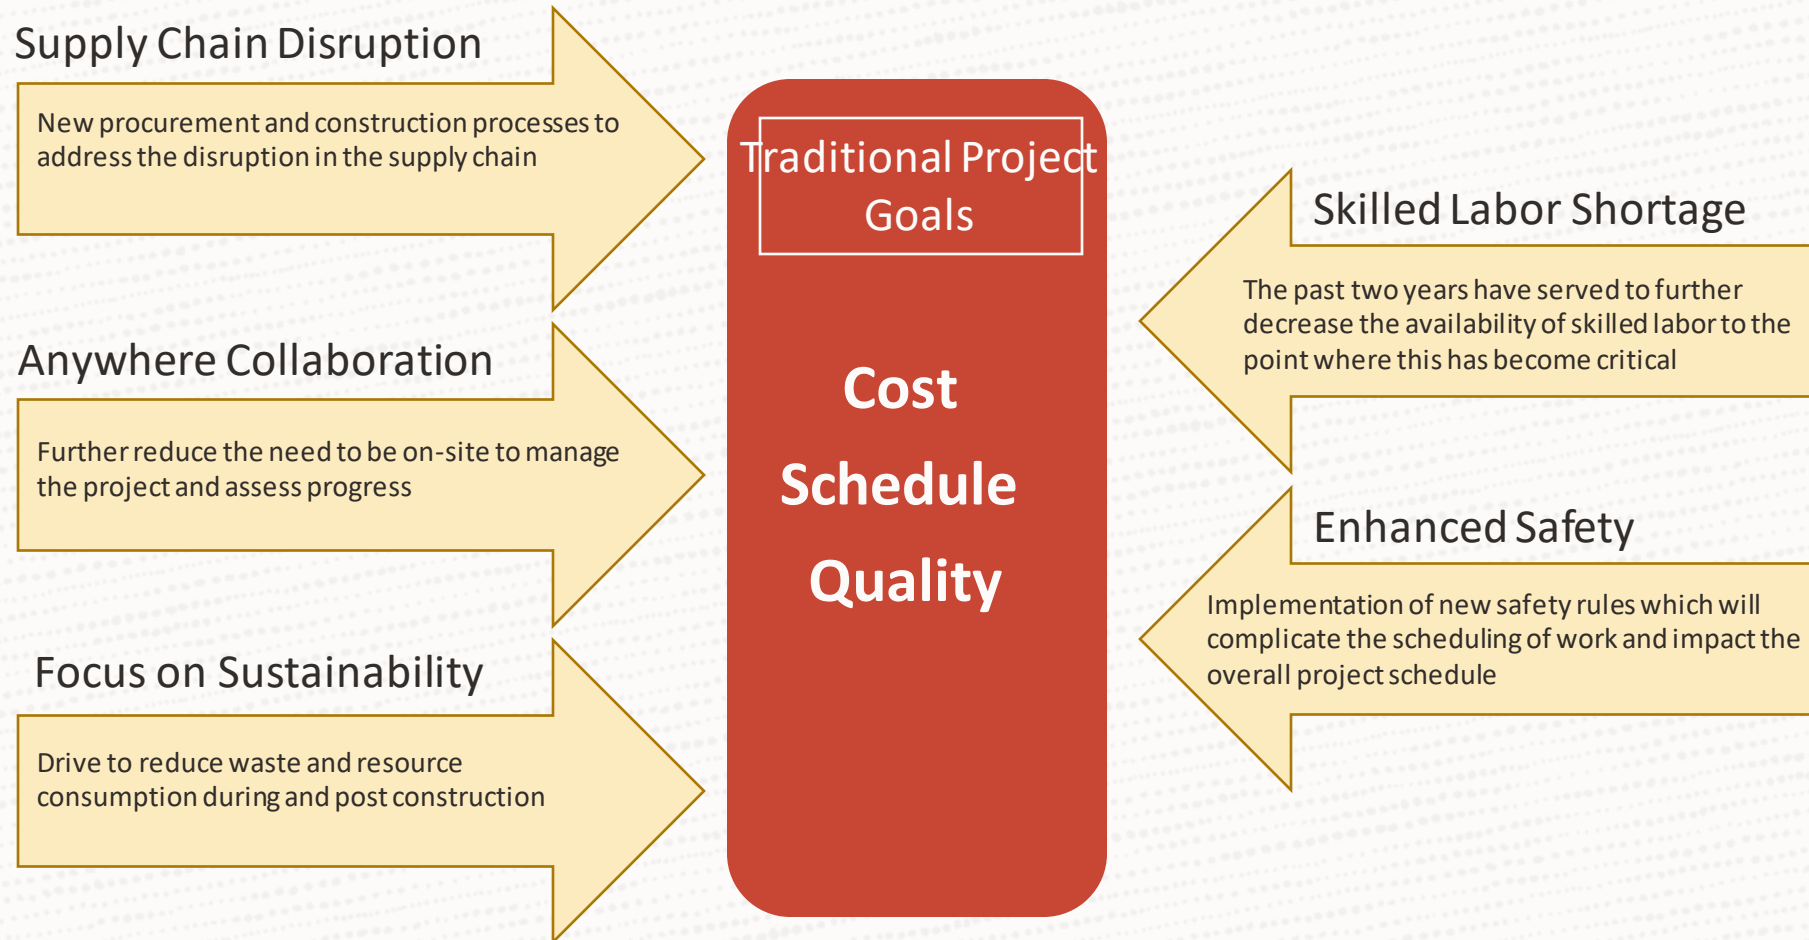 Supply Chain Disruption
New procurement and construction processes to
address the disruption in the supply chain
Anywhere Collaboration
Further reduce the need to be on-site to manage
the project and assess progress
Focus on Sustainability
Drive to reduce waste and resource
consumption during and post construction
Traditional Project
Goals
Cost
Schedule
Quality
Skilled Labor Shortage
The past two years have served to further
decrease the availability of skilled labor to the
point where this has become critical
Enhanced Safety
Implementation of new safety rules which will
complicate the scheduling of work and impact the
overall project schedule